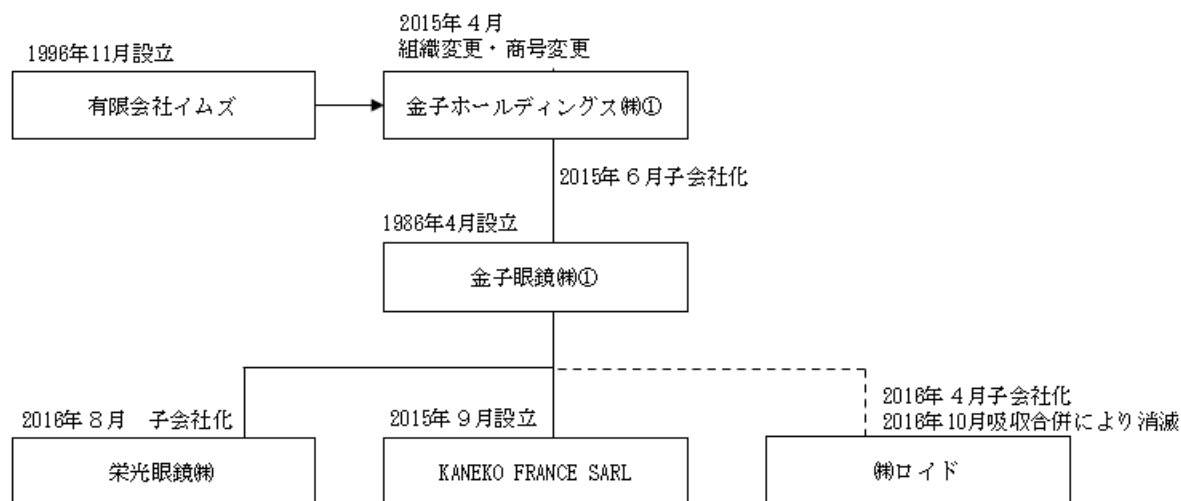 2015年４月
組織変更・商号変更
1996年11月設立
有限会社イムズ
金子ホールディングス㈱①
2015年６月子会社化
1986年4月設立
金子眼鏡㈱①
2016年４月子会社化
2016年10月吸収合併により消滅
2016年８月　子会社化
2015年９月設立
栄光眼鏡㈱
KANEKO FRANCE SARL
㈱ロイド